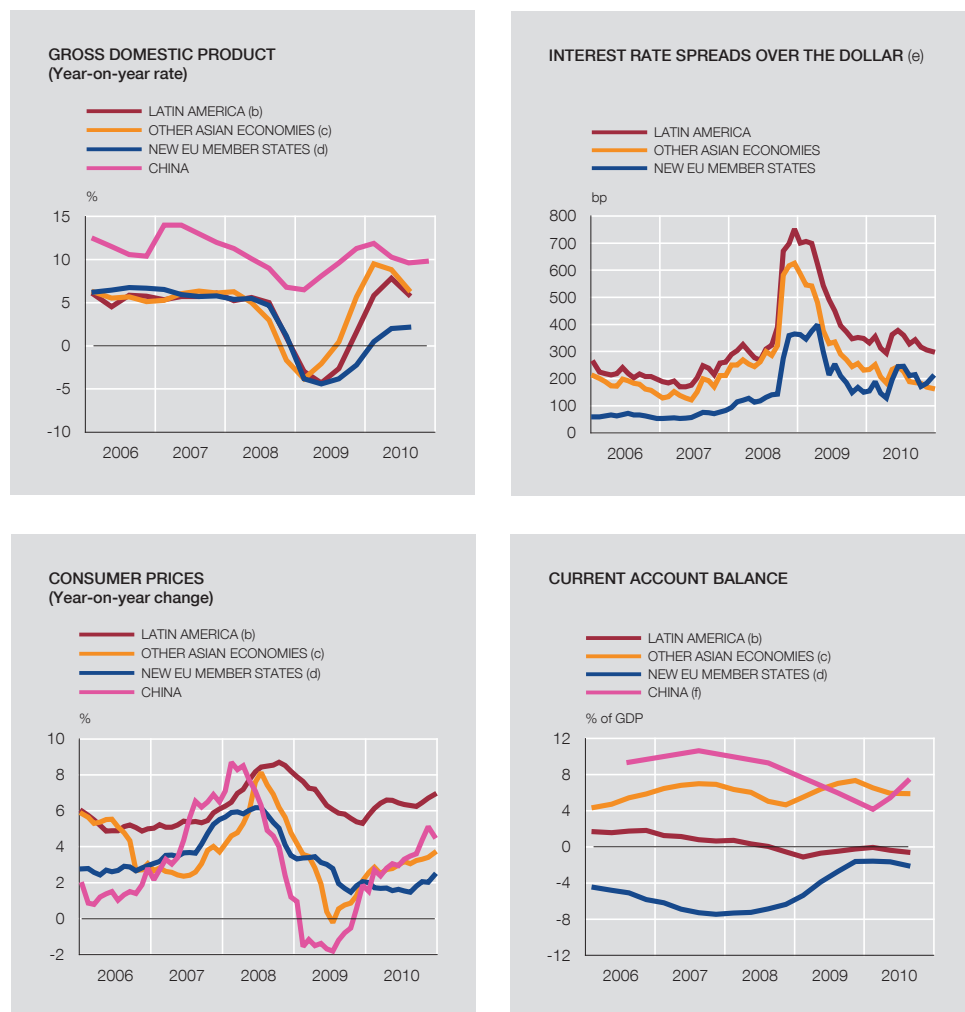 GROSS DOMESTIC PRODUCT
(Year-on-year rate)
LATIN AMERICA (b)
OTHER ASIAN ECONOMIES (c)
NEW EU MEMBER STATES (d)
CHINA
%
15
10
5
0
-5
-10
2006 2007 2008 2009 2010
INTEREST RATE SPREADS OVER THE DOLLAR (e)
LATIN AMERICA
OTHER ASIAN ECONOMIES
NEW EU MEMBER STATES
bp
800
700
600
500
400
300
200
100
0
2006 2007 2008 2009 2010
CONSUMER PRICES
(Year-on-year change)
LATIN AMERICA (b)
OTHER ASIAN ECONOMIES (c)
NEW EU MEMBER STATES (d)
CHINA
%
10
8
6
4
2
0
-2
2006 2007 2008 2009 2010
CURRENT ACCOUNT BALANCE
LATIN AMERICA (b)
OTHER ASIAN ECONOMIES (c)
NEW EU MEMBER STATES (d)
CHINA (f)
% of GDP
12
8
4
0
-4
-8
-12
2006 2007 2008 2009 2010